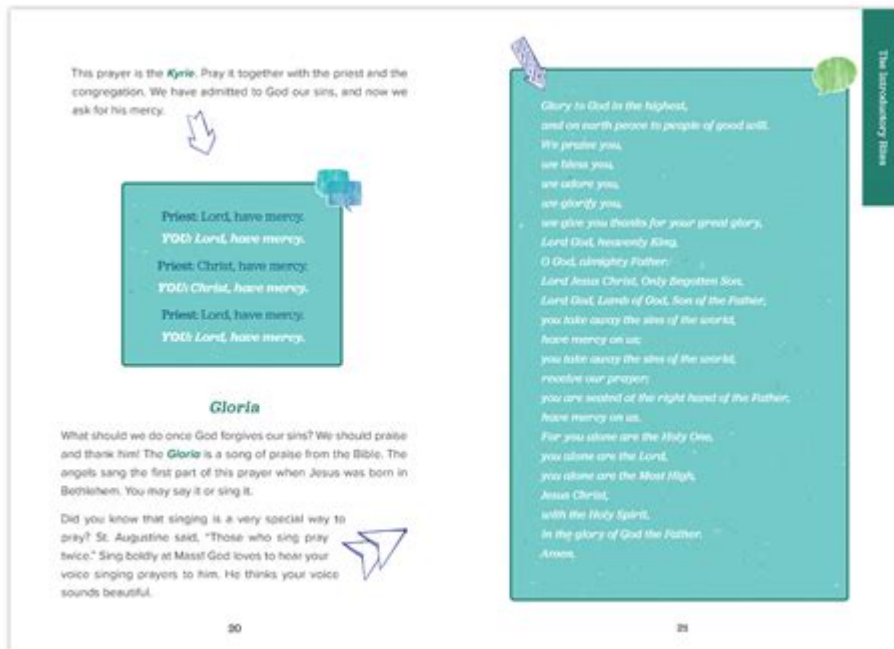 This prayer is the Kyrie. Pray it together with the priest and the
congregation. We have admitted to God our sins, and now we
ask for his mercy.
Priest: Lord, have mercy.
YOU: Lord, have mercy.
Priest: Christ, have mercy.
YOU: Christ, have mercy.
Priest: Lord, have mercy.
YOU: Lord, have mercy.
Gloria
What should we do once God forgives our sins? We should praise
and thank him! The Gloria is a song of praise from the Bible. The
angels sang the first part of this prayer when Jesus was born in
Bethlehem. You may say it or sing it.
Did you know that singing is a very special way to
pray? St. Augustine said, "Those who sing pray
twice." Sing boldly at Mass! God loves to hear your
voice singing prayers to him. He thinks your voice
sounds beautiful.
20
The Introductory Rites
Glory to God in the highest,
and on earth peace to people of good will.
We praise you,
we bless you,
we adore you,
we glorify you,
we give you thanks for your great glory,
Lord God, heavenly King,
O God, almighty Father.
Lord Jesus Christ, Only Begotten Son,
Lord God, Lamb of God, Son of the Father,
you take away the sins of the world,
have mercy on us;
you take away the sins of the world,
receive our prayer;
you are seated at the right hand of the Father,
have mercy on us.
For you alone are the Holy One,
you alone are the Lord,
you alone are the Most High,
Jesus Christ,
with the Holy Spirit,
in the glory of God the Father.
Amen.
21